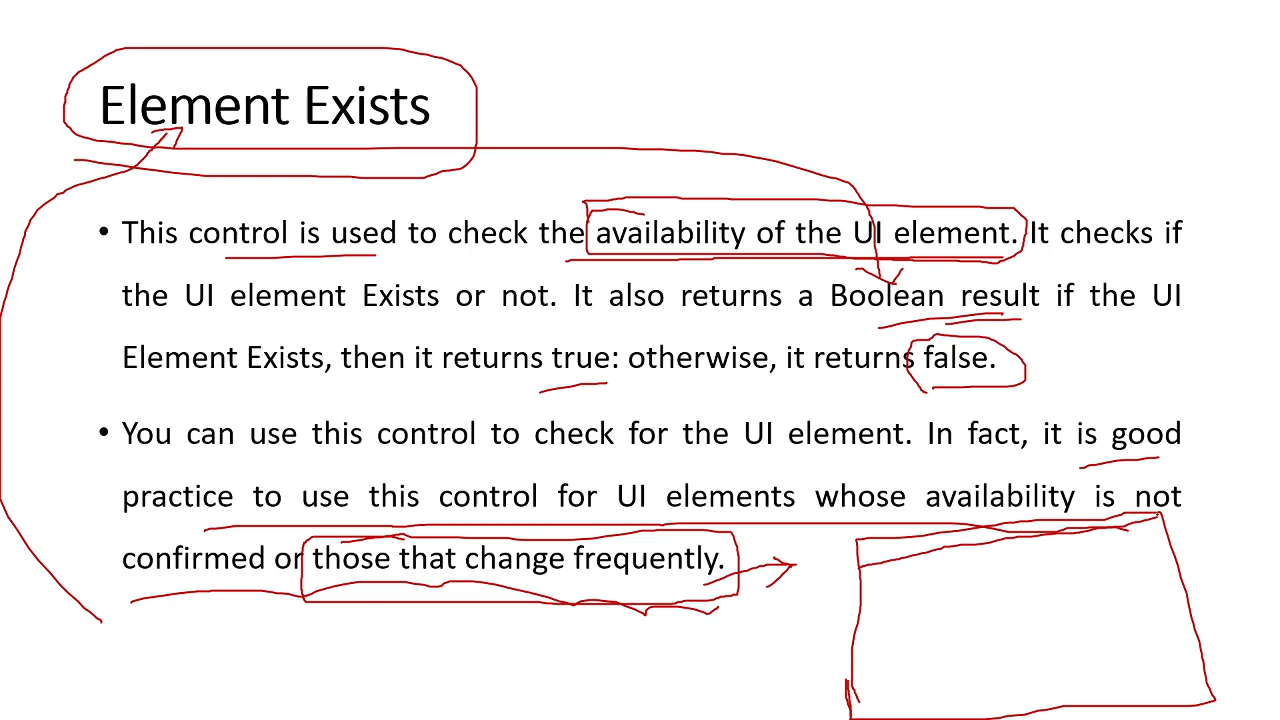 Element Exists
• This control is used to check the availability of the UI element. It checks if
the UI element Exists or not. It also returns a Boolean result if the UI
Element Exists, then it returns true: otherwise, it returns false.
• You can use this control to check for the UI element. In fact, it is good
practice to use this control for UI elements whose availability is not
confirmed or those that change frequently.